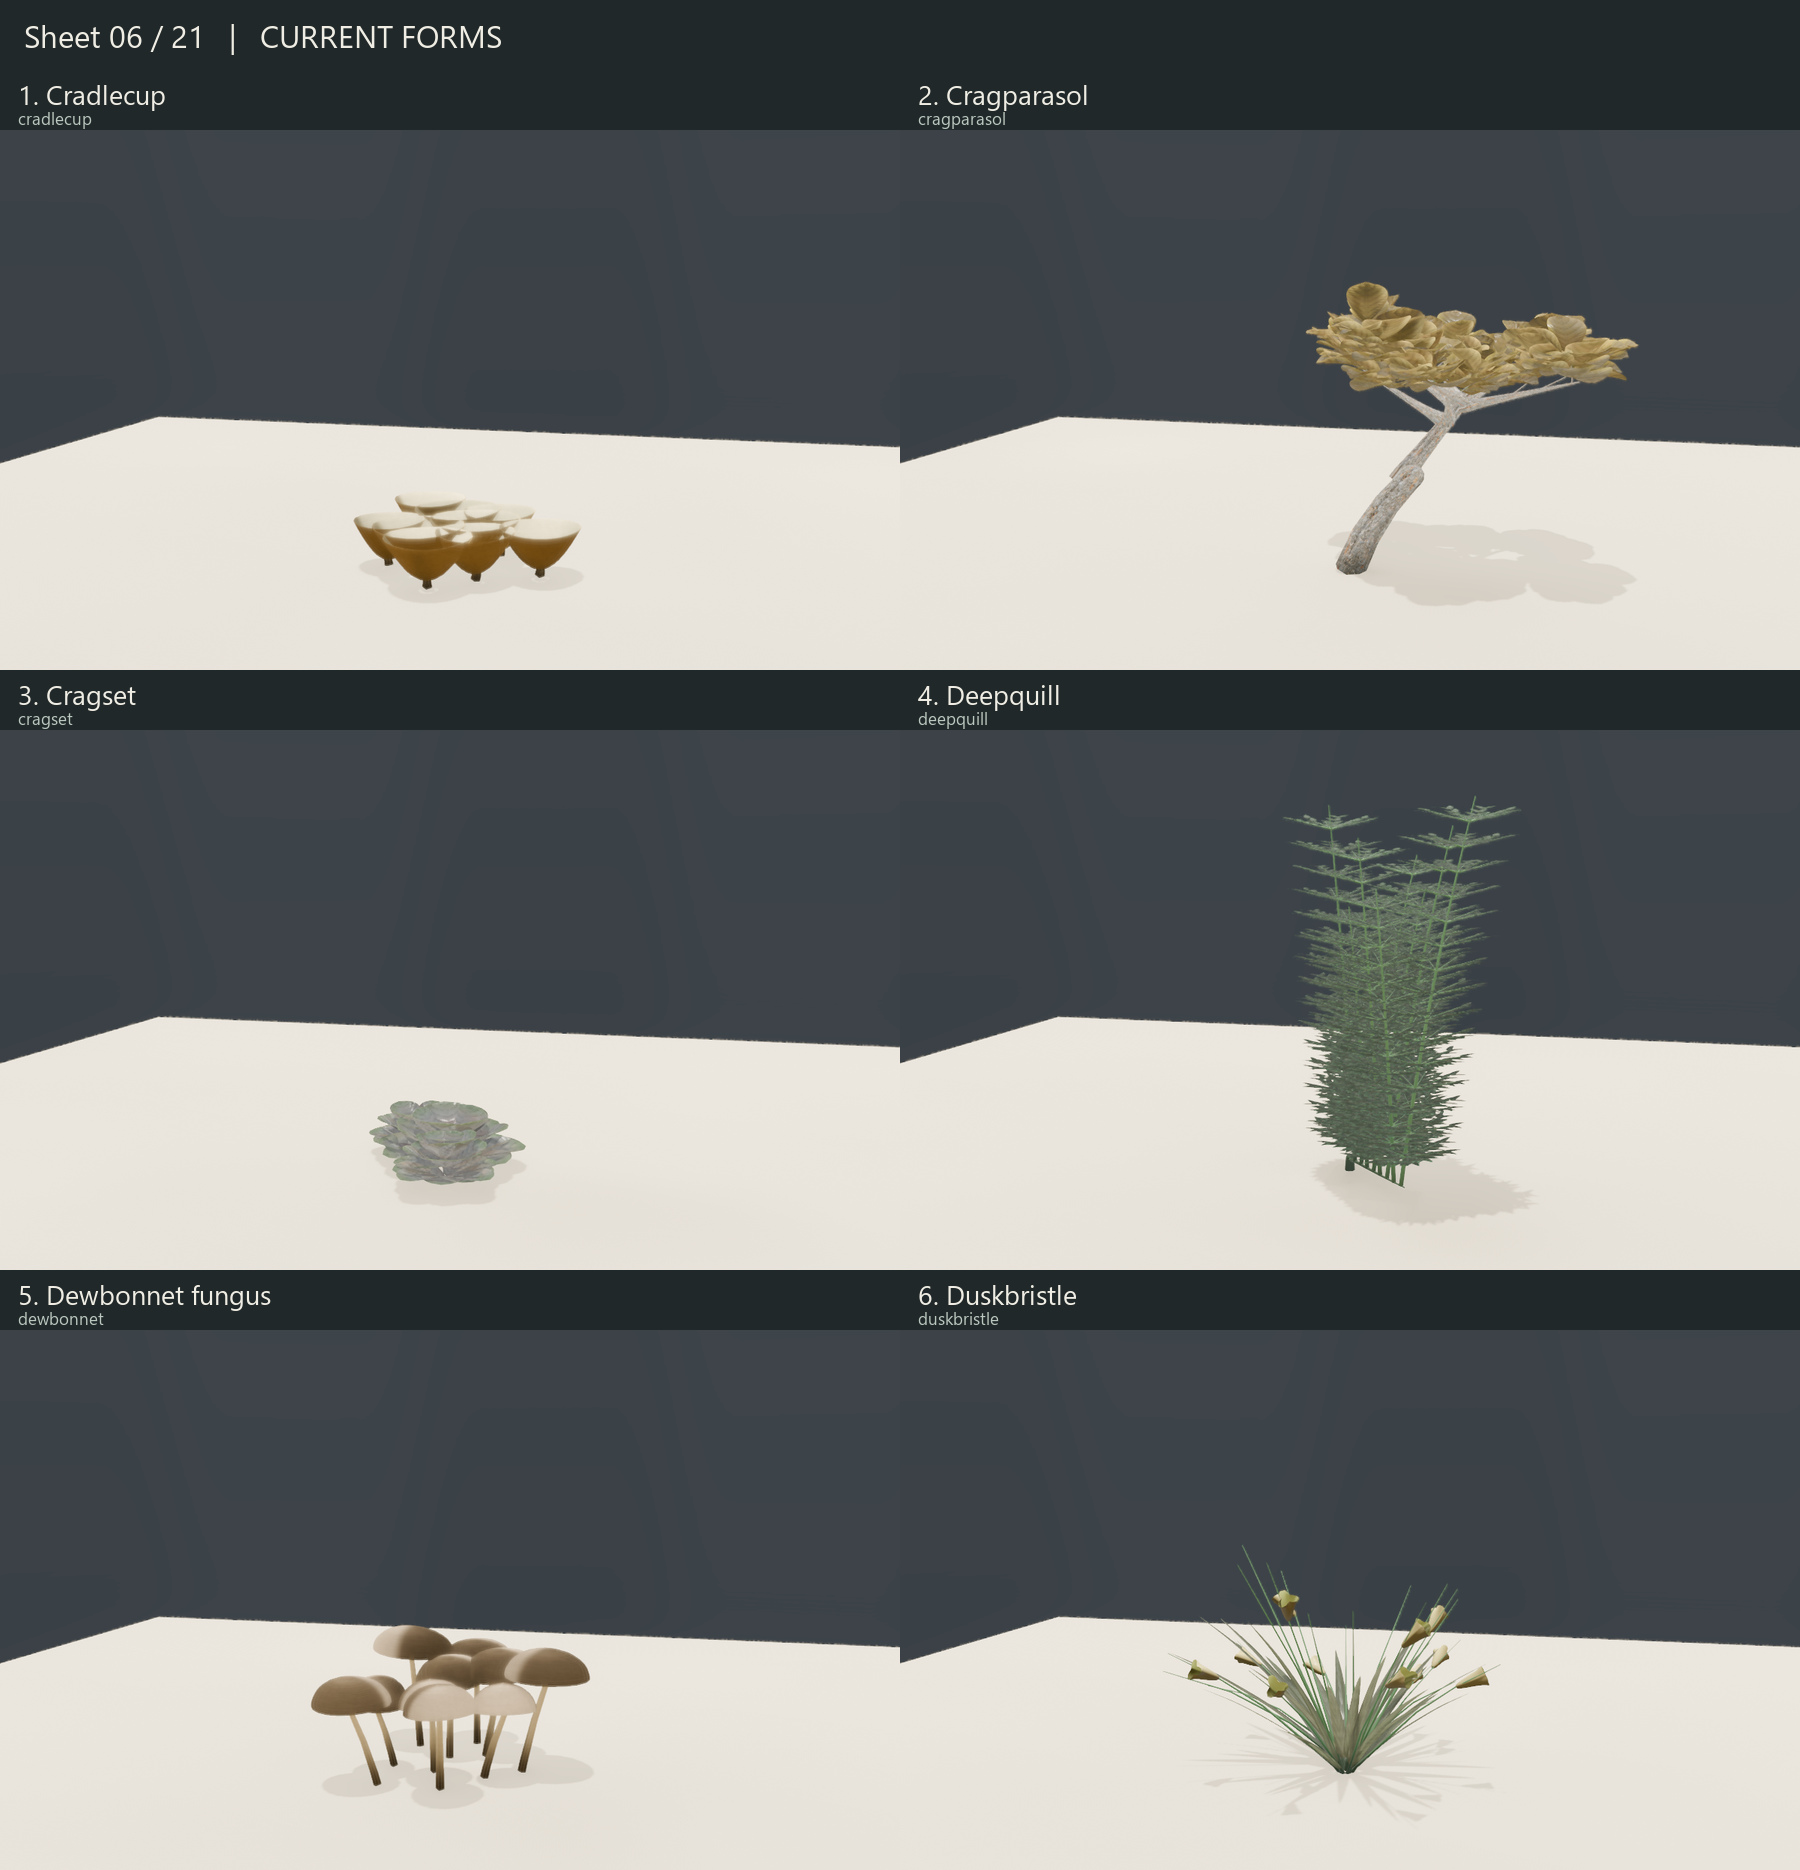 Sheet 06 / 21 | CURRENT FORMS
1. Cradlecup
cradlecup
2. Cragparasol
cragparasol
3. Cragset
cragset
4. Deepquill
deepquill
5. Dewbonnet fungus
dewbonnet
6. Duskbristle
duskbristle